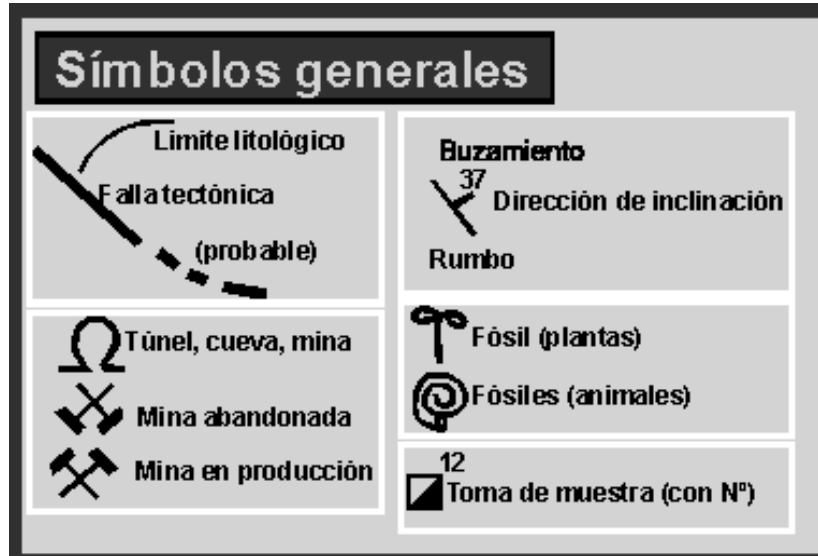 Símbolos generales
Limite litológico
Falla tectónica
(probable)
Túnel, cueva, mina
Mina abandonada
Mina en producción
Buzamiento
37
Dirección de inclinación
Rumbo
Fósil (plantas)
Fósiles (animales)
12
Toma de muestra (con Nº)